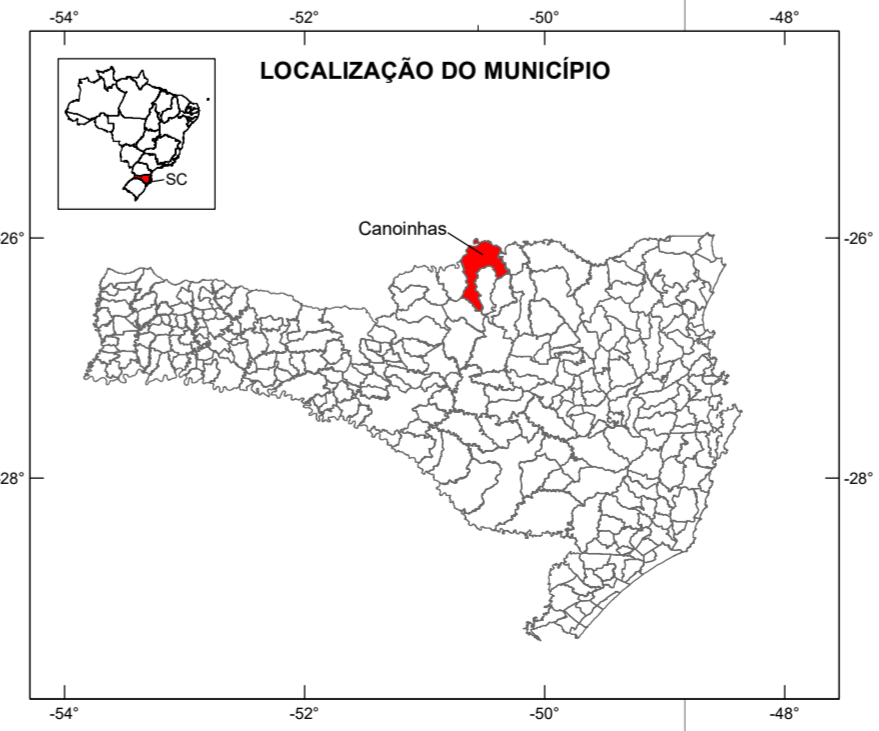 -54° -52° -50° -48°
LOCALIZAÇÃO DO MUNICÍPIO
SC
Canoinhas
26° -26°
28° -28°
-54° -52° -50° -48°